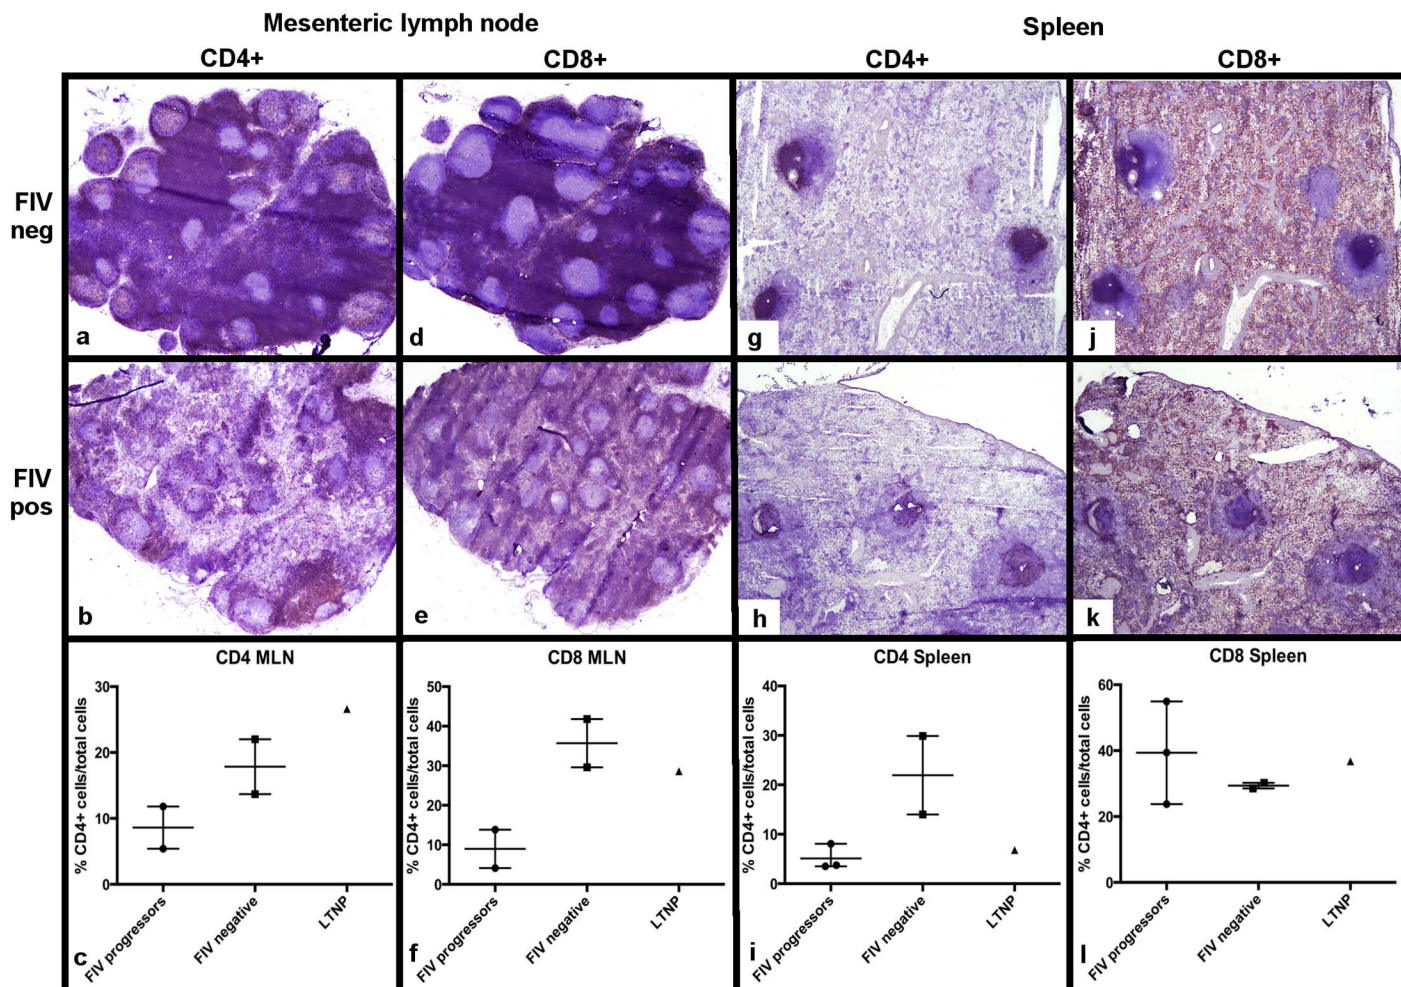 Mesenteric lymph node
Spleen
CD4+
CD8+
CD4+
CD8+
FIV
neg
a
d
g
j
FIV
pos
b
e
h
k
CD4 MLN
% CD4+ cells/total cells
30
20
10
0
FIV progressors
FIV negative
LTNP
c
CD8 MLN
% CD4+ cells/total cells
50
40
30
20
10
0
FIV progressors
FIV negative
LTNP
f
CD4 Spleen
% CD4+ cells/total cells
40
30
20
10
0
FIV progressors
FIV negative
LTNP
i
CD8 Spleen
% CD4+ cells/total cells
60
40
20
0
FIV progressors
FIV negative
LTNP
l